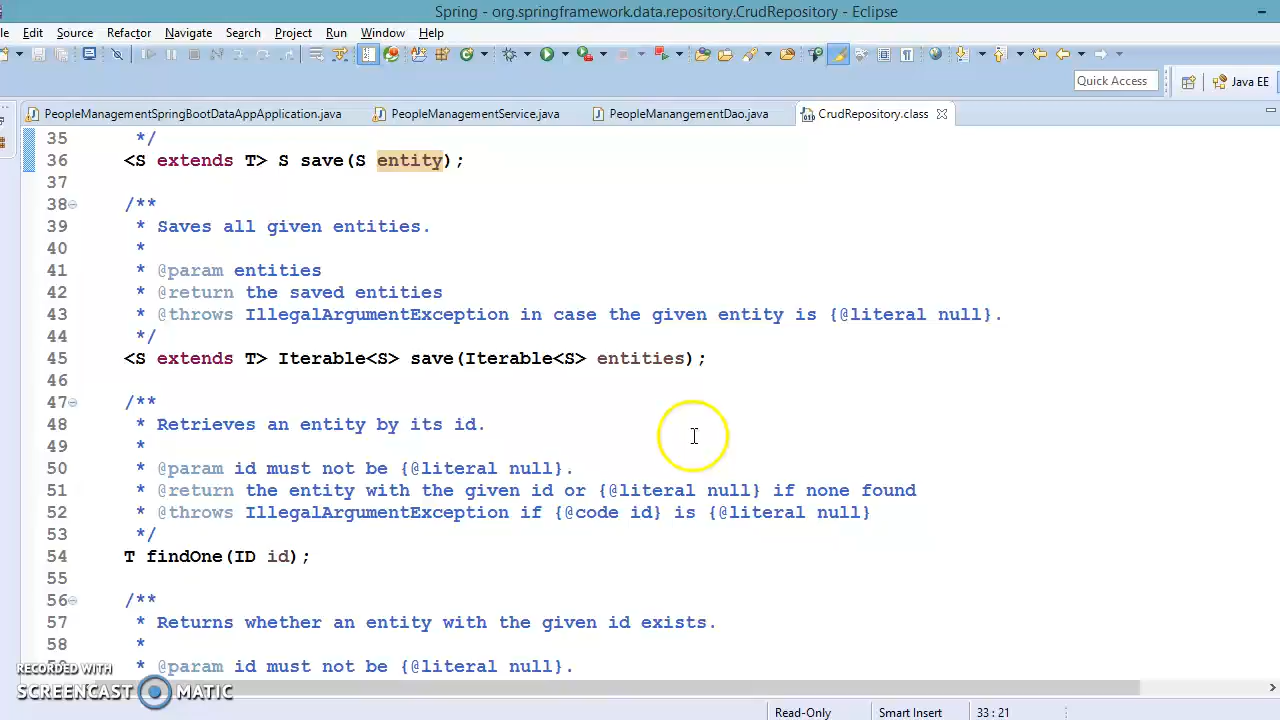 Spring - org.springframework.data.repository.CrudRepository - Eclipse
Edit Source Refactor Navigate Search Project Run Window Help
Quick Access Java EE
PeopleManagementSpringBootDataAppApplication.java PeopleManagementService.java PeopleManangementDao.java CrudRepository.class
35 */
36 <S extends T> S save(S entity);
37
38 /**
39 * Saves all given entities.
40 *
41 * @param entities
42 * @return the saved entities
43 * @throws IllegalArgumentException in case the given entity is {@literal null}.
44 */
45 <S extends T> Iterable<S> save(Iterable<S> entities);
46
47 /**
48 * Retrieves an entity by its id.
49 *
50 * @param id must not be {@literal null}.
51 * @return the entity with the given id or {@literal null} if none found
52 * @throws IllegalArgumentException if {@code id} is {@literal null}
53 */
54 T findOne(ID id);
55
56 /**
57 * Returns whether an entity with the given id exists.
58 *
* @param id must not be {@literal null}.
RECORDED WITH
SCREENCAST MATIC
Read-Only Smart Insert 33 : 21